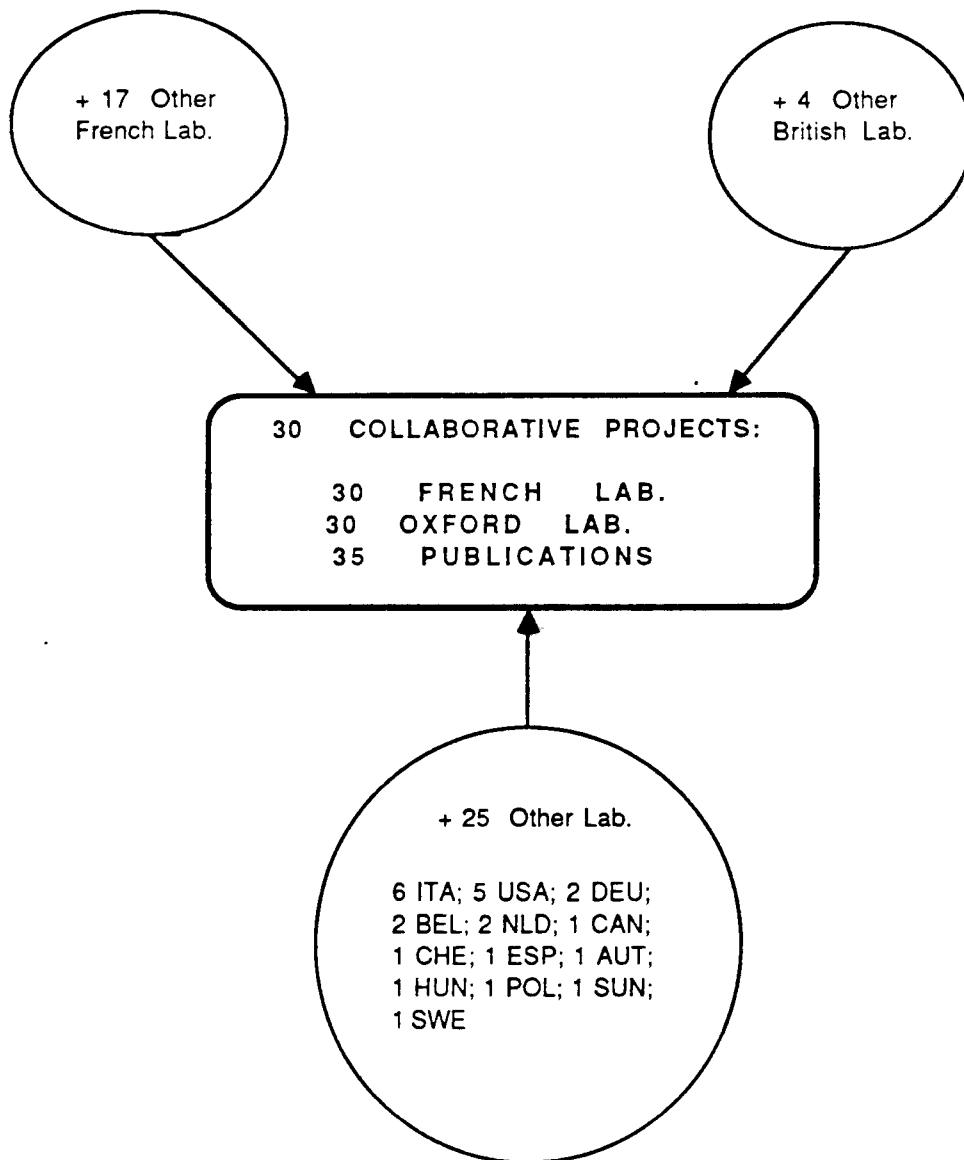 + 17 Other
French Lab.
+ 4 Other
British Lab.
30 COLLABORATIVE PROJECTS:
30 FRENCH LAB.
30 OXFORD LAB.
35 PUBLICATIONS
+ 25 Other Lab.
6 ITA; 5 USA; 2 DEU;
2 BEL; 2 NLD; 1 CAN;
1 CHE; 1 ESP; 1 AUT;
1 HUN; 1 POL; 1 SUN;
1 SWE